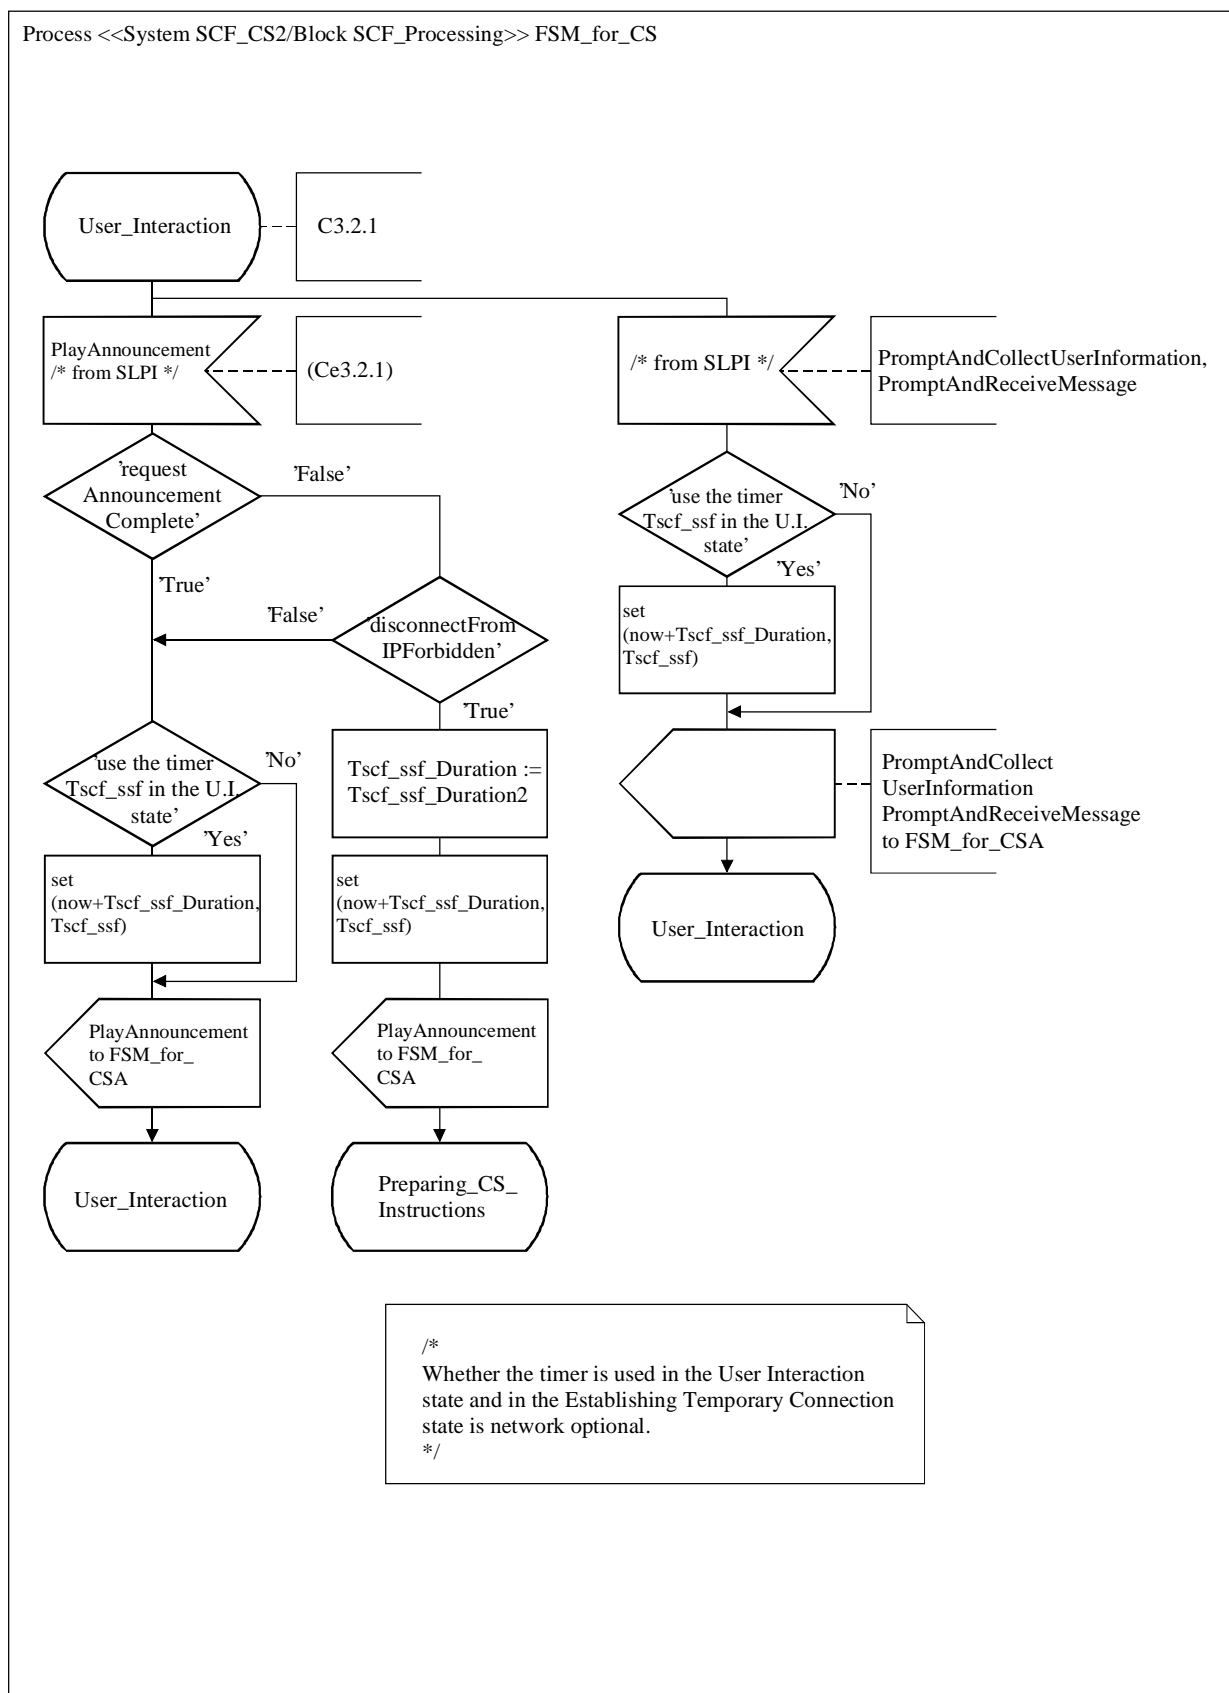 Process <<System SCF_CS2/Block SCF_Processing>> FSM_for_CS
User_Interaction
C3.2.1
PlayAnnouncement
/* from SLPI */
(Ce3.2.1)
/* from SLPI */
PromptAndCollectUserInformation,
PromptAndReceiveMessage
'request
Announcement
Complete'
'False'
'True'
'use the timer
Tscf_ssf in the U.I.
state'
'No'
'Yes'
set
(now+Tscf_ssf_Duration,
Tscf_ssf)
'False'
'disconnectFrom
IPForbidden'
'True'
'use the timer
Tscf_ssf in the U.I.
state'
'No'
'Yes'
Tscf_ssf_Duration :=
Tscf_ssf_Duration2
PromptAndCollect
UserInformation
PromptAndReceiveMessage
to FSM_for_CSA
set
(now+Tscf_ssf_Duration,
Tscf_ssf)
set
(now+Tscf_ssf_Duration,
Tscf_ssf)
User_Interaction
PlayAnnouncement
to FSM_for_
CSA
PlayAnnouncement
to FSM_for_
CSA
User_Interaction
Preparing_CS_
Instructions
/*
Whether the timer is used in the User Interaction
state and in the Establishing Temporary Connection
state is network optional.
*/